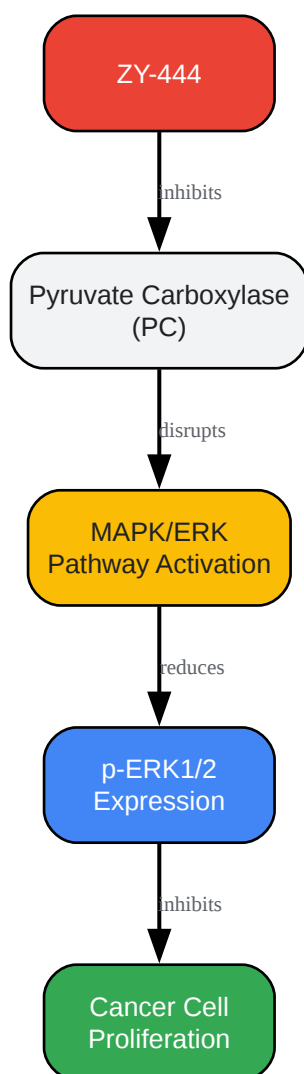 ZY-444
inhibits
Pyruvate Carboxylase
(PC)
disrupts
MAPK/ERK
Pathway Activation
reduces
p-ERK1/2
Expression
inhibits
Cancer Cell
Proliferation